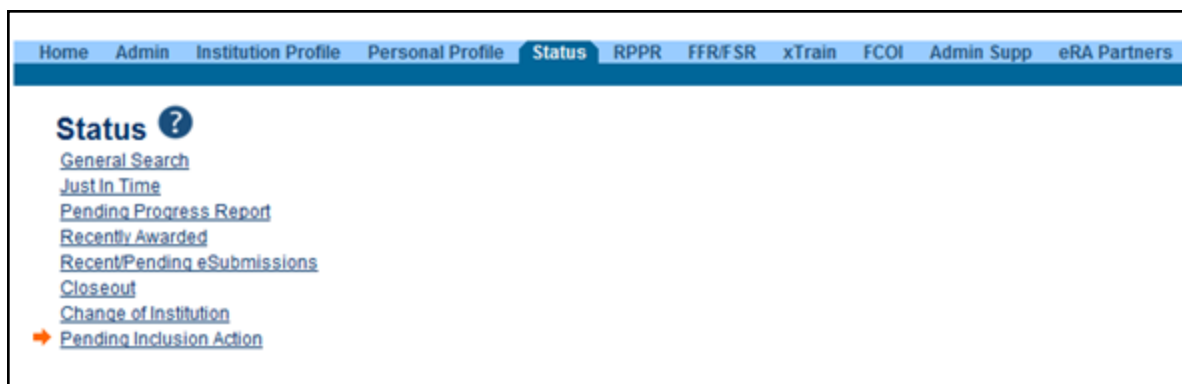 Home Admin Institution Profile Personal Profile Status RPPR FFR/FSR xTrain FCOI Admin Supp eRA Partners
Status ?
General Search
Just In Time
Pending Progress Report
Recently Awarded
Recent/Pending eSubmissions
Closeout
Change of Institution
Pending Inclusion Action